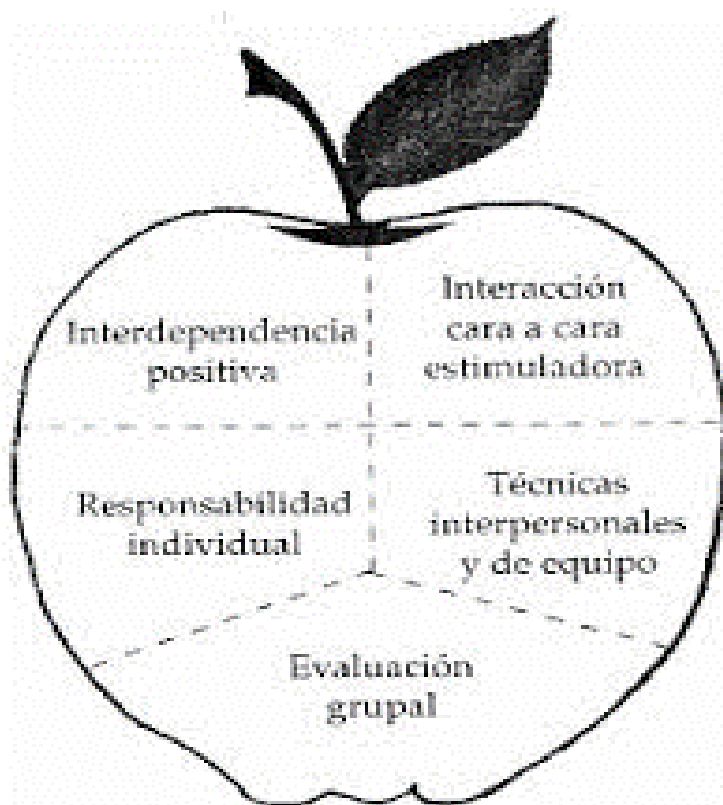 Interdependencia
positiva
Interacción
cara a cara
estimuladora
Responsabilidad
individual
Técnicas
interpersonales
y de equipo
Evaluación
grupal